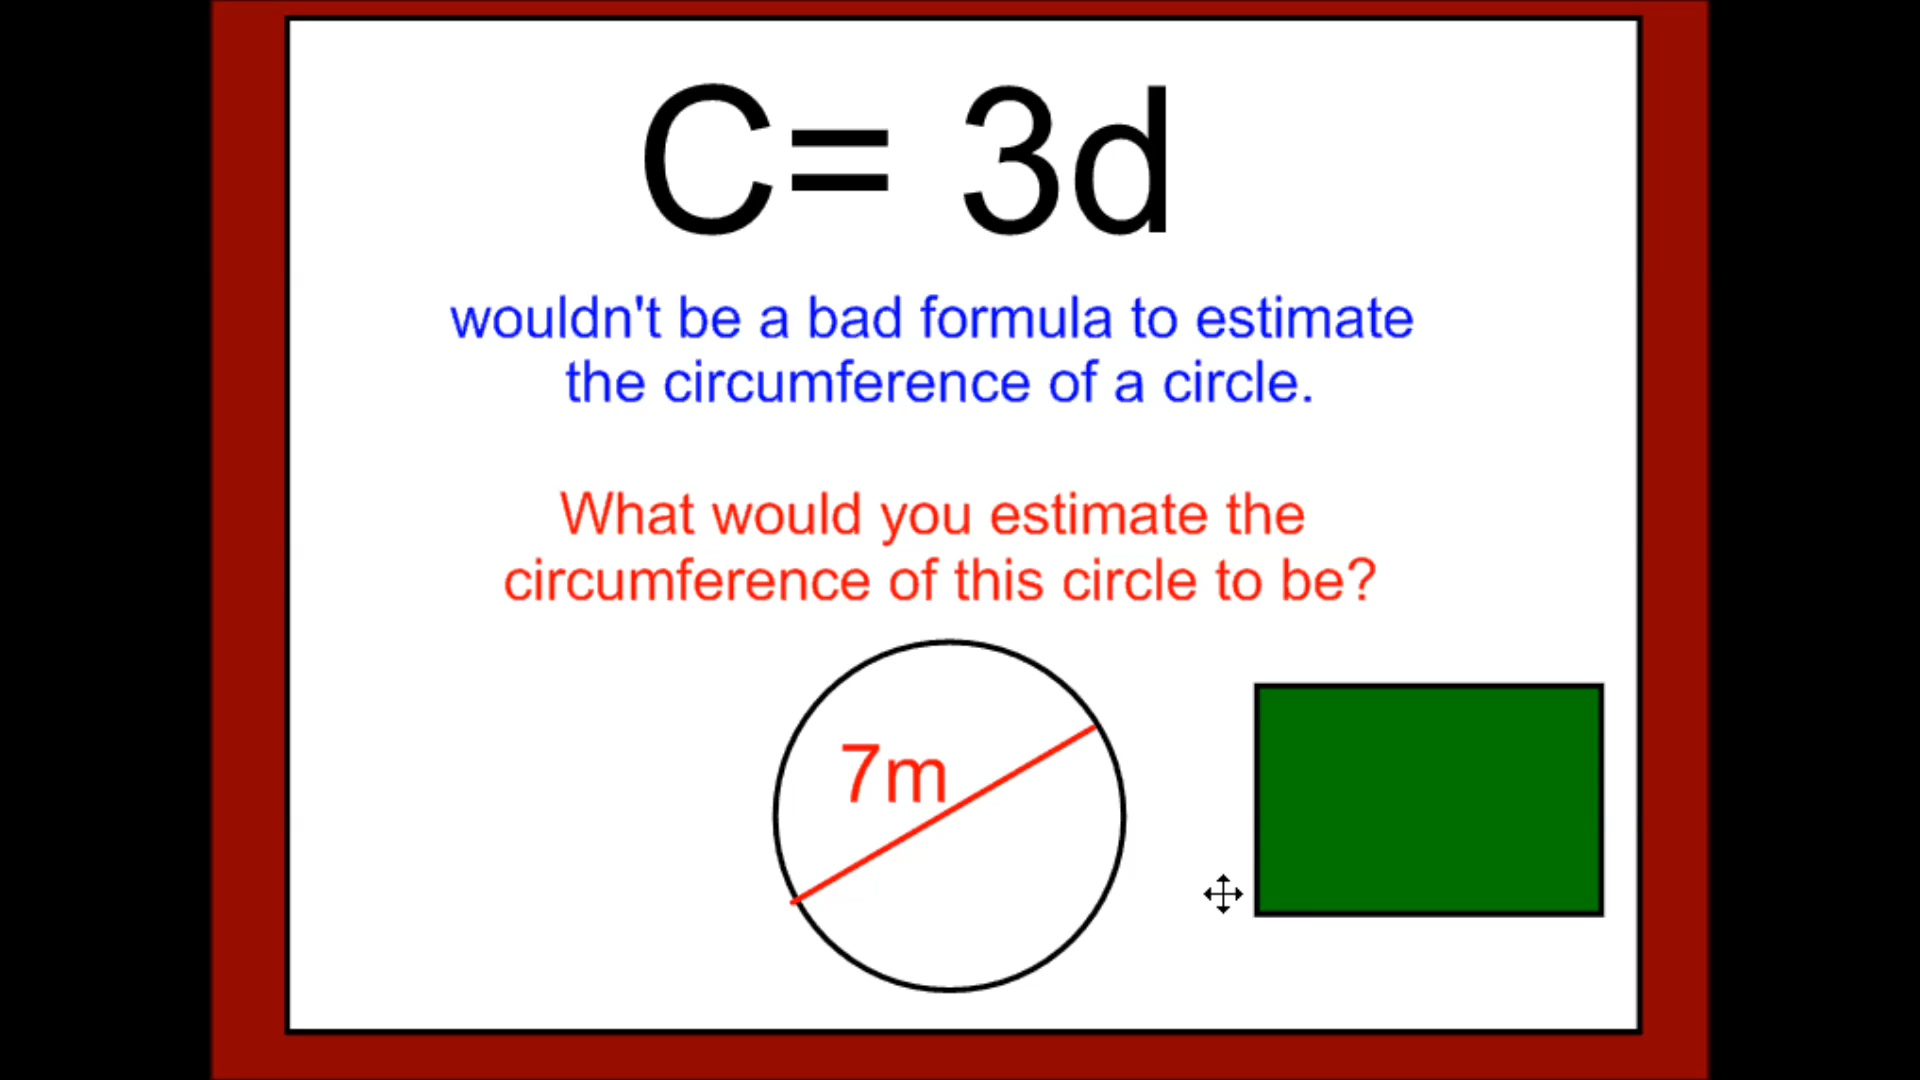 C= 3d
wouldn't be a bad formula to estimate
the circumference of a circle.
What would you estimate the
circumference of this circle to be?
7m